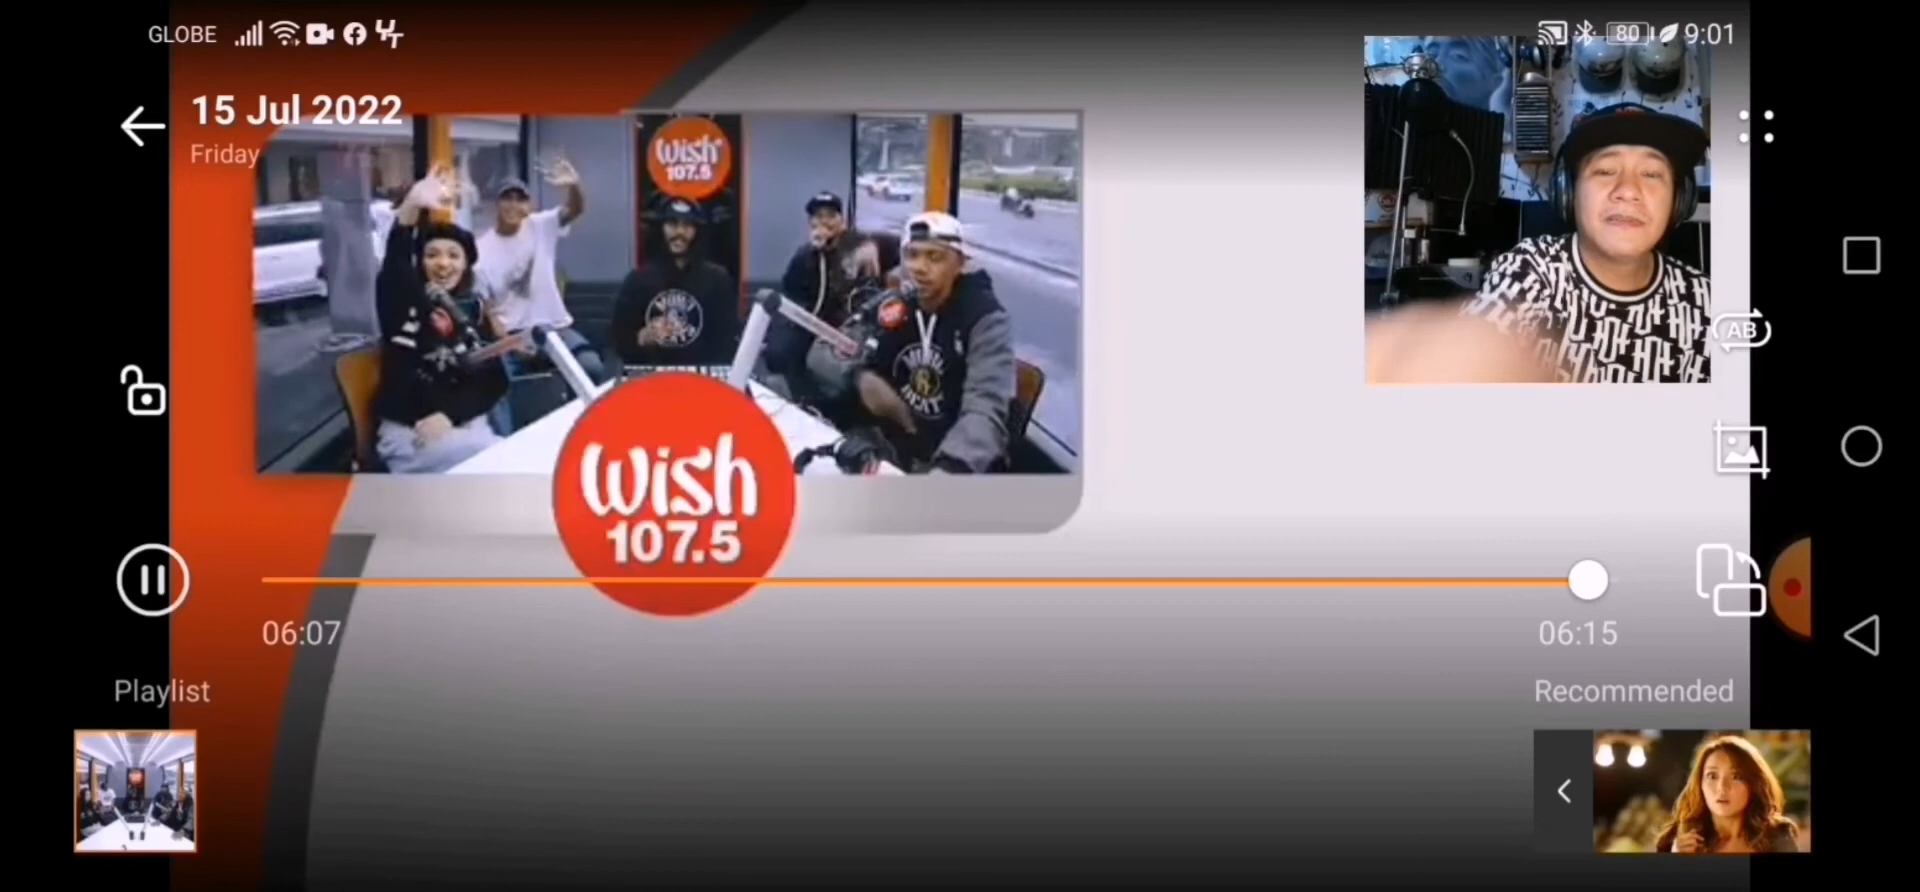 GLOBE
80
9:01
15 Jul 2022
Friday
Wish
107.5
AB
Wish
107.5
06:07
06:15
Playlist
Recommended